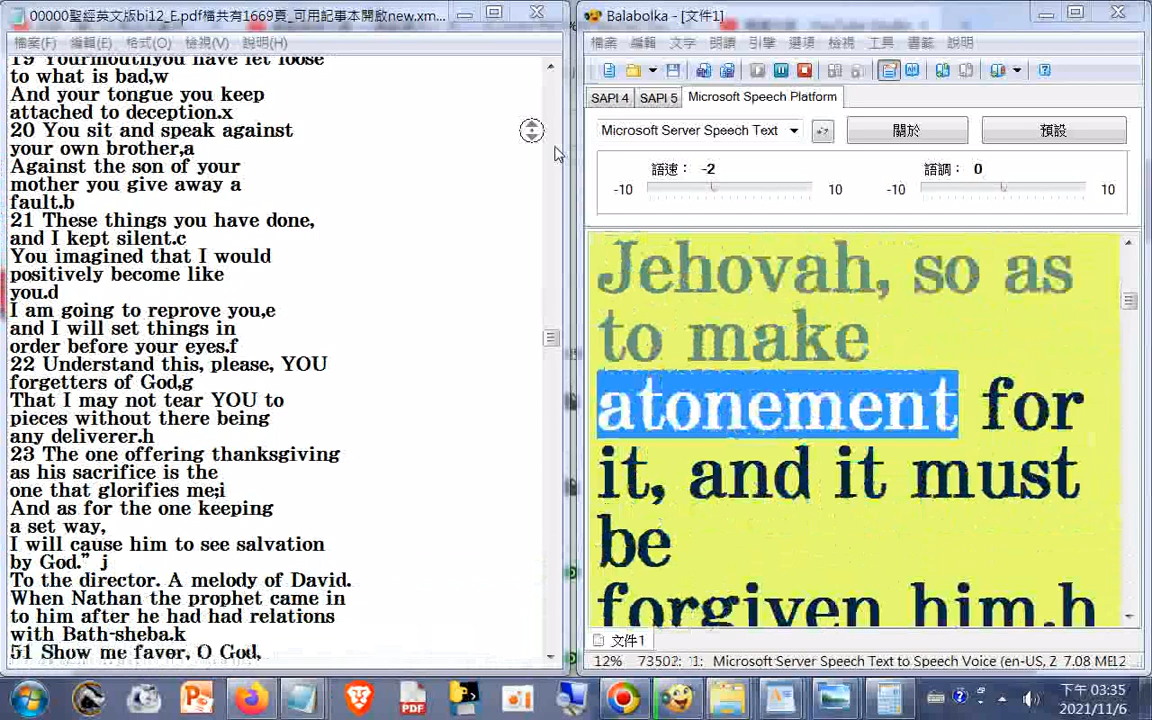 00000聖經英文版bi12_E.pdf檔共有1669頁_可用記事本開啟new.xm...
檔案(F) 編輯(E) 格式(O) 檢視(V) 說明(H)
19 Yourmouthyou have let loose
to what is bad,w
And your tongue you keep
attached to deception.x
20 You sit and speak against
your own brother,a
Against the son of your
mother you give away a
fault.b
21 These things you have done,
and I kept silent.c
You imagined that I would
positively become like
you.d
I am going to reprove you,e
and I will set things in
order before your eyes.f
22 Understand this, please, YOU
forgetters of God,g
That I may not tear YOU to
pieces without there being
any deliverer.h
23 The one offering thanksgiving
as his sacrifice is the
one that glorifies me;i
And as for the one keeping
a set way,
I will cause him to see salvation
by God.” j
To the director. A melody of David.
When Nathan the prophet came in
to him after he had had relations
with Bath-sheba.k
51 Show me favor, O God,
Balabolka - [文件1]
檔案 編輯 文字 朗讀 引擎 選項 檢視 工具 書籤 說明
SAPI 4 SAPI 5 Microsoft Speech Platform
Microsoft Server Speech Text 關於 預設
語速： -2 語調： 0
-10 10 -10 10
Jehovah, so as
to make
atonement for
it, and it must
be
forgiven him.h
文件1
12% 73502: 1: Microsoft Server Speech Text to Speech Voice (en-US, Z 7.08 ME12
PDF
下午 03:35
2021/11/6